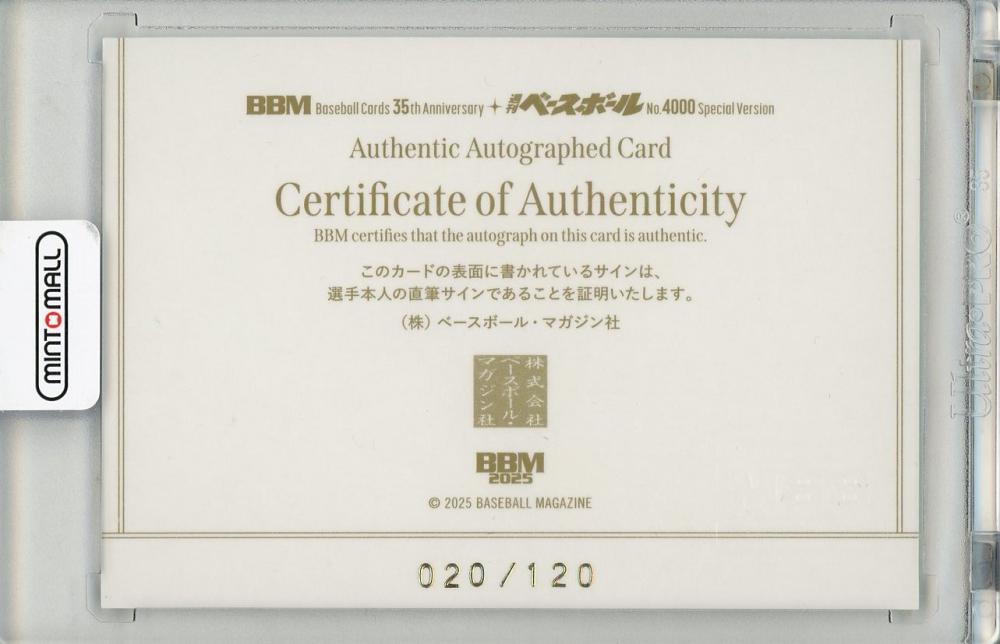 BBM Baseball Cards 35th Anniversary 週刊ベースボール No.4000 Special Version
Authentic Autographed Card
Certificate of Authenticity
BBM certifies that the autograph on this card is authentic.
このカードの表面に書かれているサインは、
選手本人の直筆サインであることを証明いたします。
(株) ベースボール・マガジン社
株式会社
ベースボール・
マガジン社
BBM
2025
© 2025 BASEBALL MAGAZINE
020/120
MINTOMALL
Ultra•PRO®